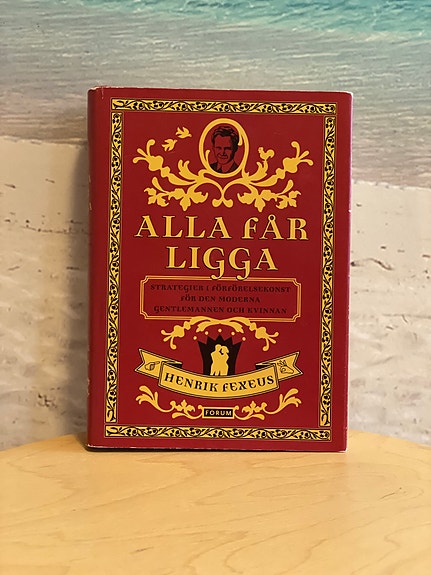 ALLA FÅR
LIGGA
STRATEGIER I FÖRFÖRELSEKONST
FÖR DEN MODERNA
GENTLEMANNEN OCH KVINNAN
HENRIK FEXEUS
FORUM